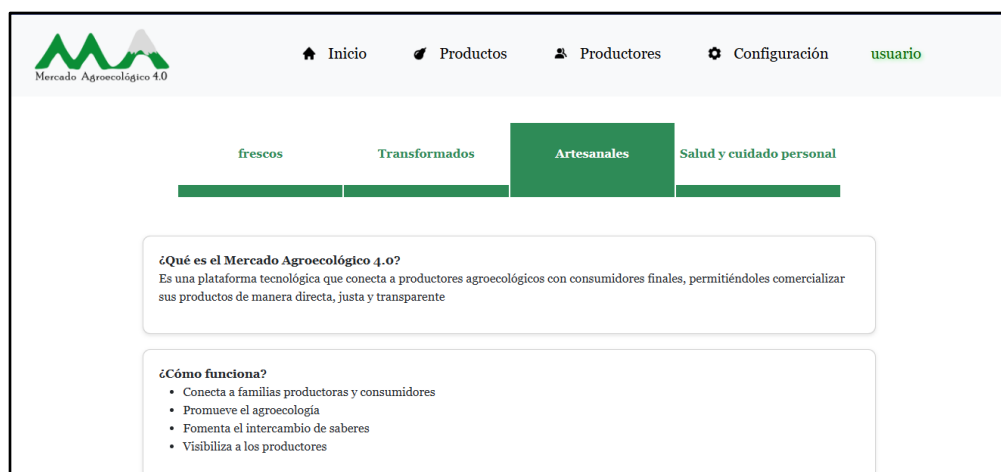 Mercado Agroecológico 4.0
Inicio
Productos
Productores
Configuración
usuario
frescos
Transformados
Artesanales
Salud y cuidado personal
¿Qué es el Mercado Agroecológico 4.0?
Es una plataforma tecnológica que conecta a productores agroecológicos con consumidores finales, permitiéndoles comercializar
sus productos de manera directa, justa y transparente
¿Cómo funciona?
• Conecta a familias productoras y consumidores
• Promueve el agroecología
• Fomenta el intercambio de saberes
• Visibiliza a los productores